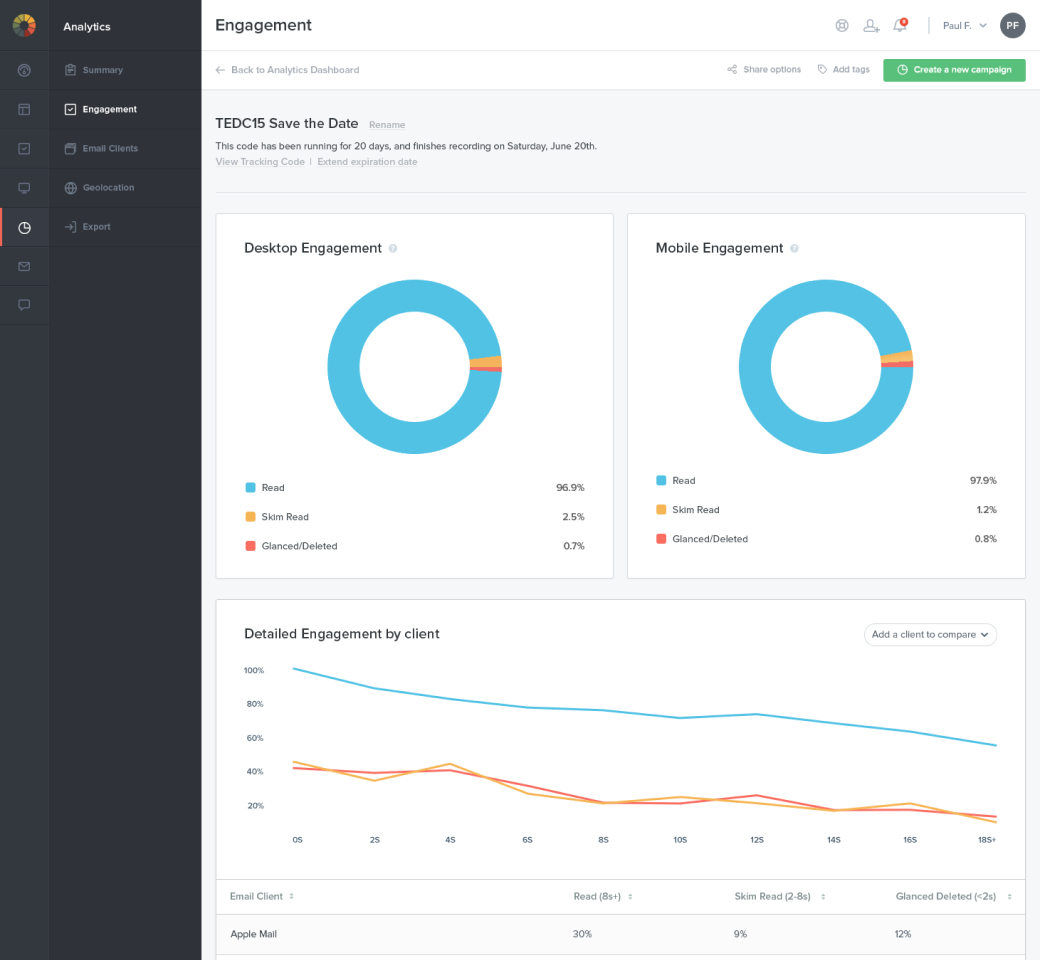 Analytics
Engagement
8
Paul F.
PF
Summary
Engagement
Email Clients
Geolocation
Export
Back to Analytics Dashboard
Share options
Add tags
Create a new campaign
TEDC15 Save the Date Rename
This code has been running for 20 days, and finishes recording on Saturday, June 20th.
View Tracking Code | Extend expiration date
Desktop Engagement ?
Read 96.9%
Skim Read 2.5%
Glanced/Deleted 0.7%
Mobile Engagement ?
Read 97.9%
Skim Read 1.2%
Glanced/Deleted 0.8%
Detailed Engagement by client
Add a client to compare
100%
80%
60%
40%
20%
0S 2S 4S 6S 8S 10S 12S 14S 16S 18S+
Email Client Read (8s+) Skim Read (2-8s) Glanced Deleted (<2s)
Apple Mail 30% 9% 12%